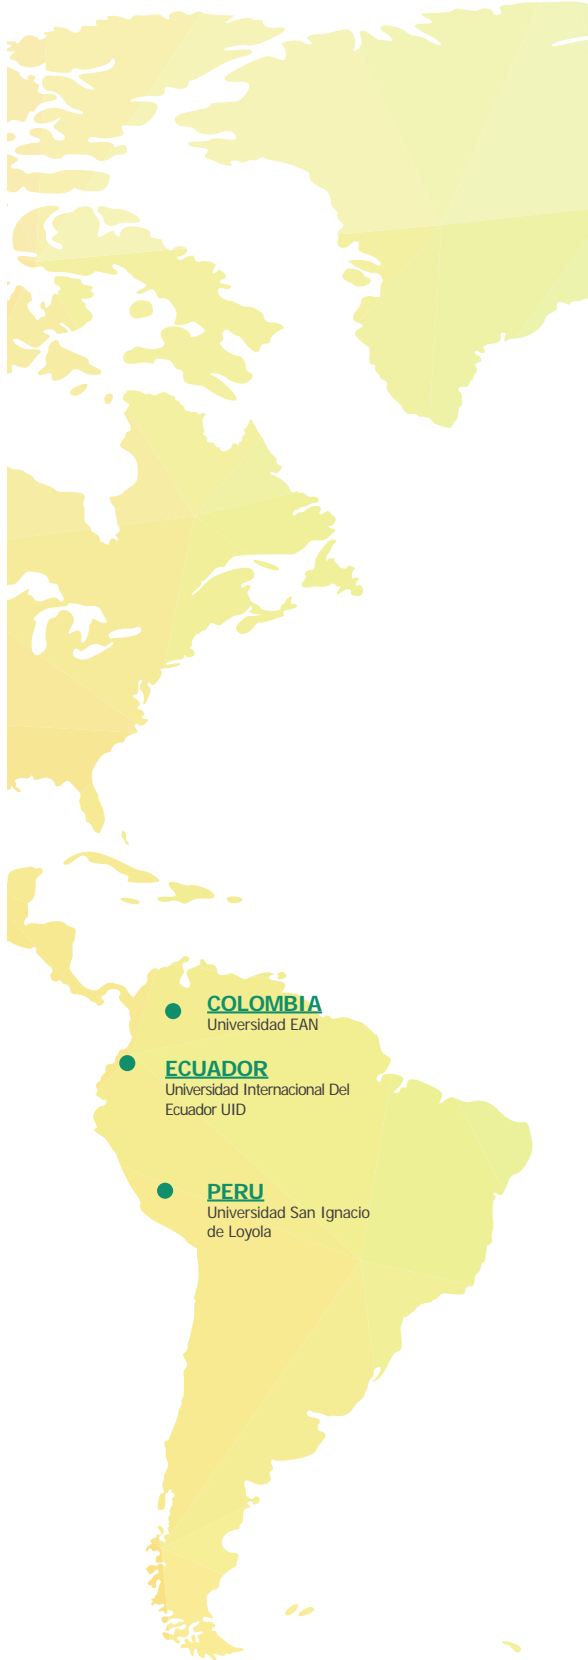 COLOMBIA
Universidad EAN
ECUADOR
Universidad Internacional Del
Ecuador UID
PERU
Universidad San Ignacio
de Loyola